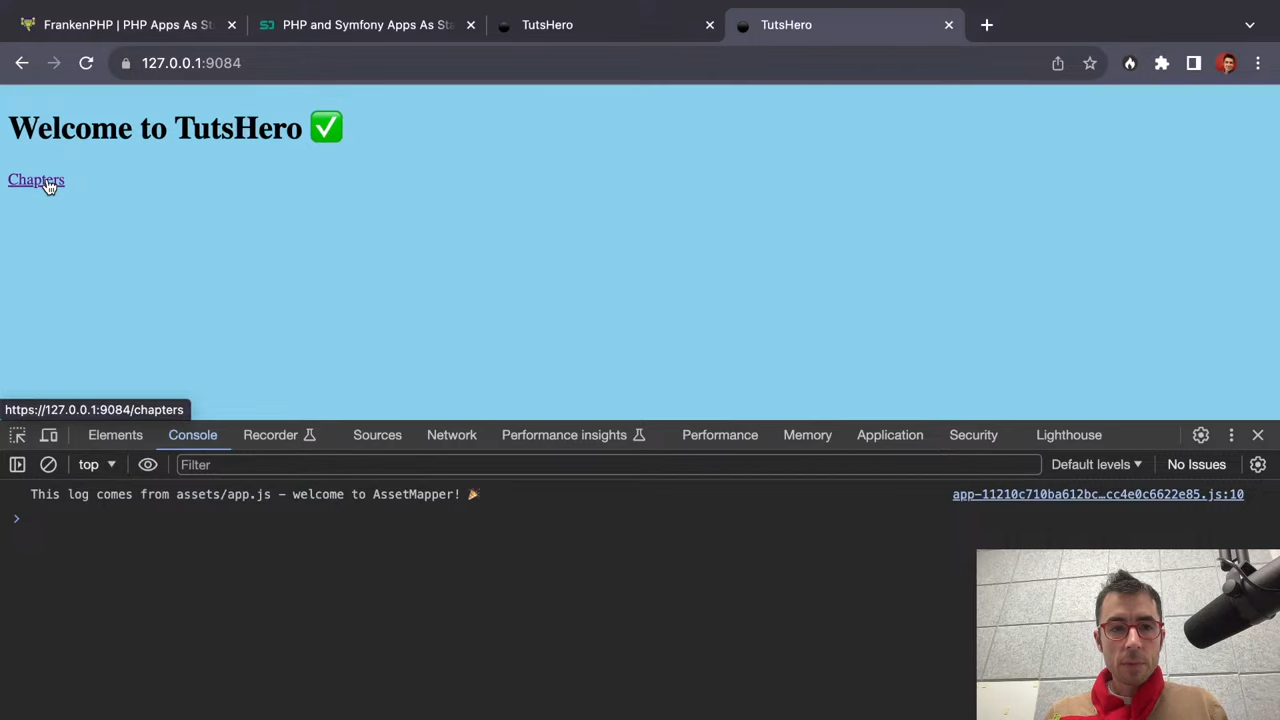 FrankenPHP | PHP Apps As Sta
PHP and Symfony Apps As Sta
TutsHero
TutsHero
127.0.0.1:9084
Welcome to TutsHero ✅
Chapters
https://127.0.0.1:9084/chapters
Elements Console Recorder Sources Network Performance insights Performance Memory Application Security Lighthouse
top Filter Default levels No Issues
This log comes from assets/app.js - welcome to AssetMapper! 🎉 app-11210c710ba612bc…cc4e0c6622e85.js:10
>